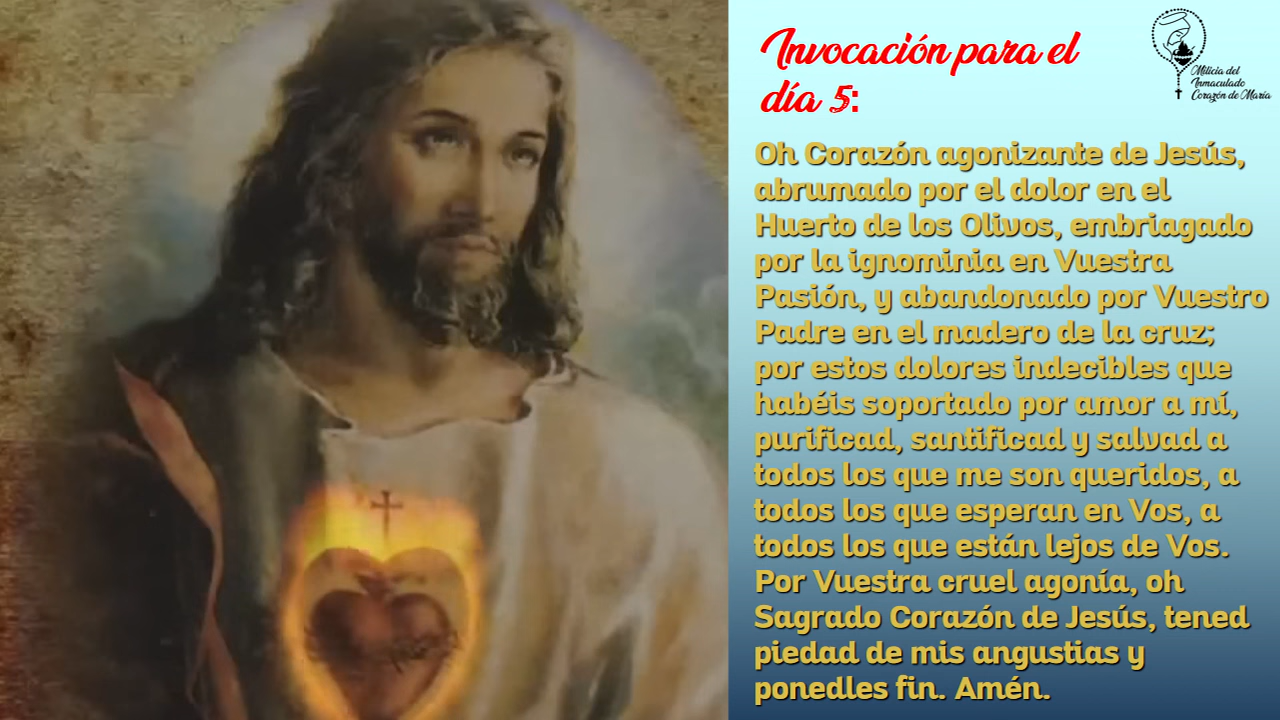 Invocación para el
día 5:
Milicia del
Inmaculado
Corazón de María
Oh Corazón agonizante de Jesús,
abrumado por el dolor en el
Huerto de los Olivos, embriagado
por la ignominia en Vuestra
Pasión, y abandonado por Vuestro
Padre en el madero de la cruz;
por estos dolores indecibles que
habéis soportado por amor a mí,
purificad, santificad y salvad a
todos los que me son queridos, a
todos los que esperan en Vos, a
todos los que están lejos de Vos.
Por Vuestra cruel agonía, oh
Sagrado Corazón de Jesús, tened
piedad de mis angustias y
ponedles fin. Amén.